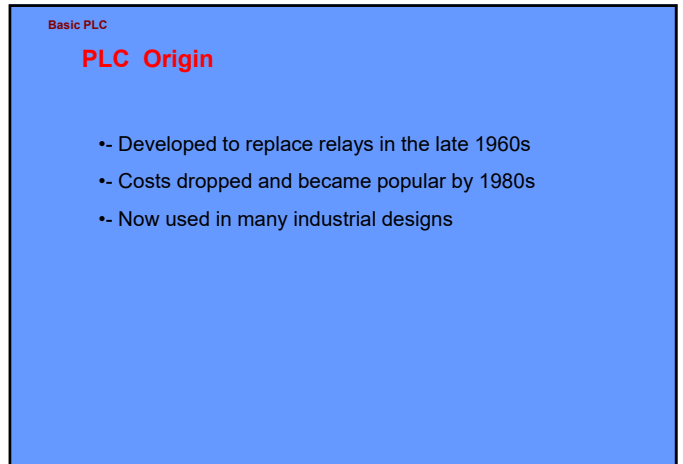 Basic PLC
PLC  Origin
•- Developed to replace relays in the late 1960s
•- Costs dropped and became popular by 1980s
•- Now used in many industrial designs